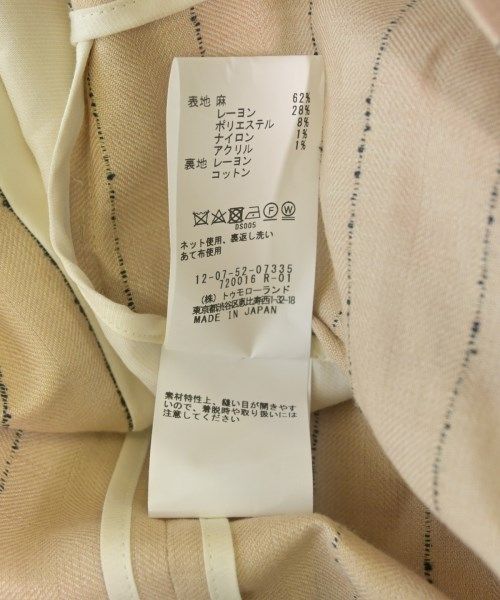 表地 麻 62%
レーヨン 28%
ポリエステル 8%
ナイロン 1%
アクリル 1%
裏地 レーヨン
コットン
F W
DS005
ネット使用、裏返し洗い
あて布使用
12-07-52-07335
720016 R-01
(株) トゥモローランド
東京都渋谷区恵比寿西1-32-18
MADE IN JAPAN
素材特性上、縫い目が開きやす
いので、着脱時や取り扱いには
注意してください